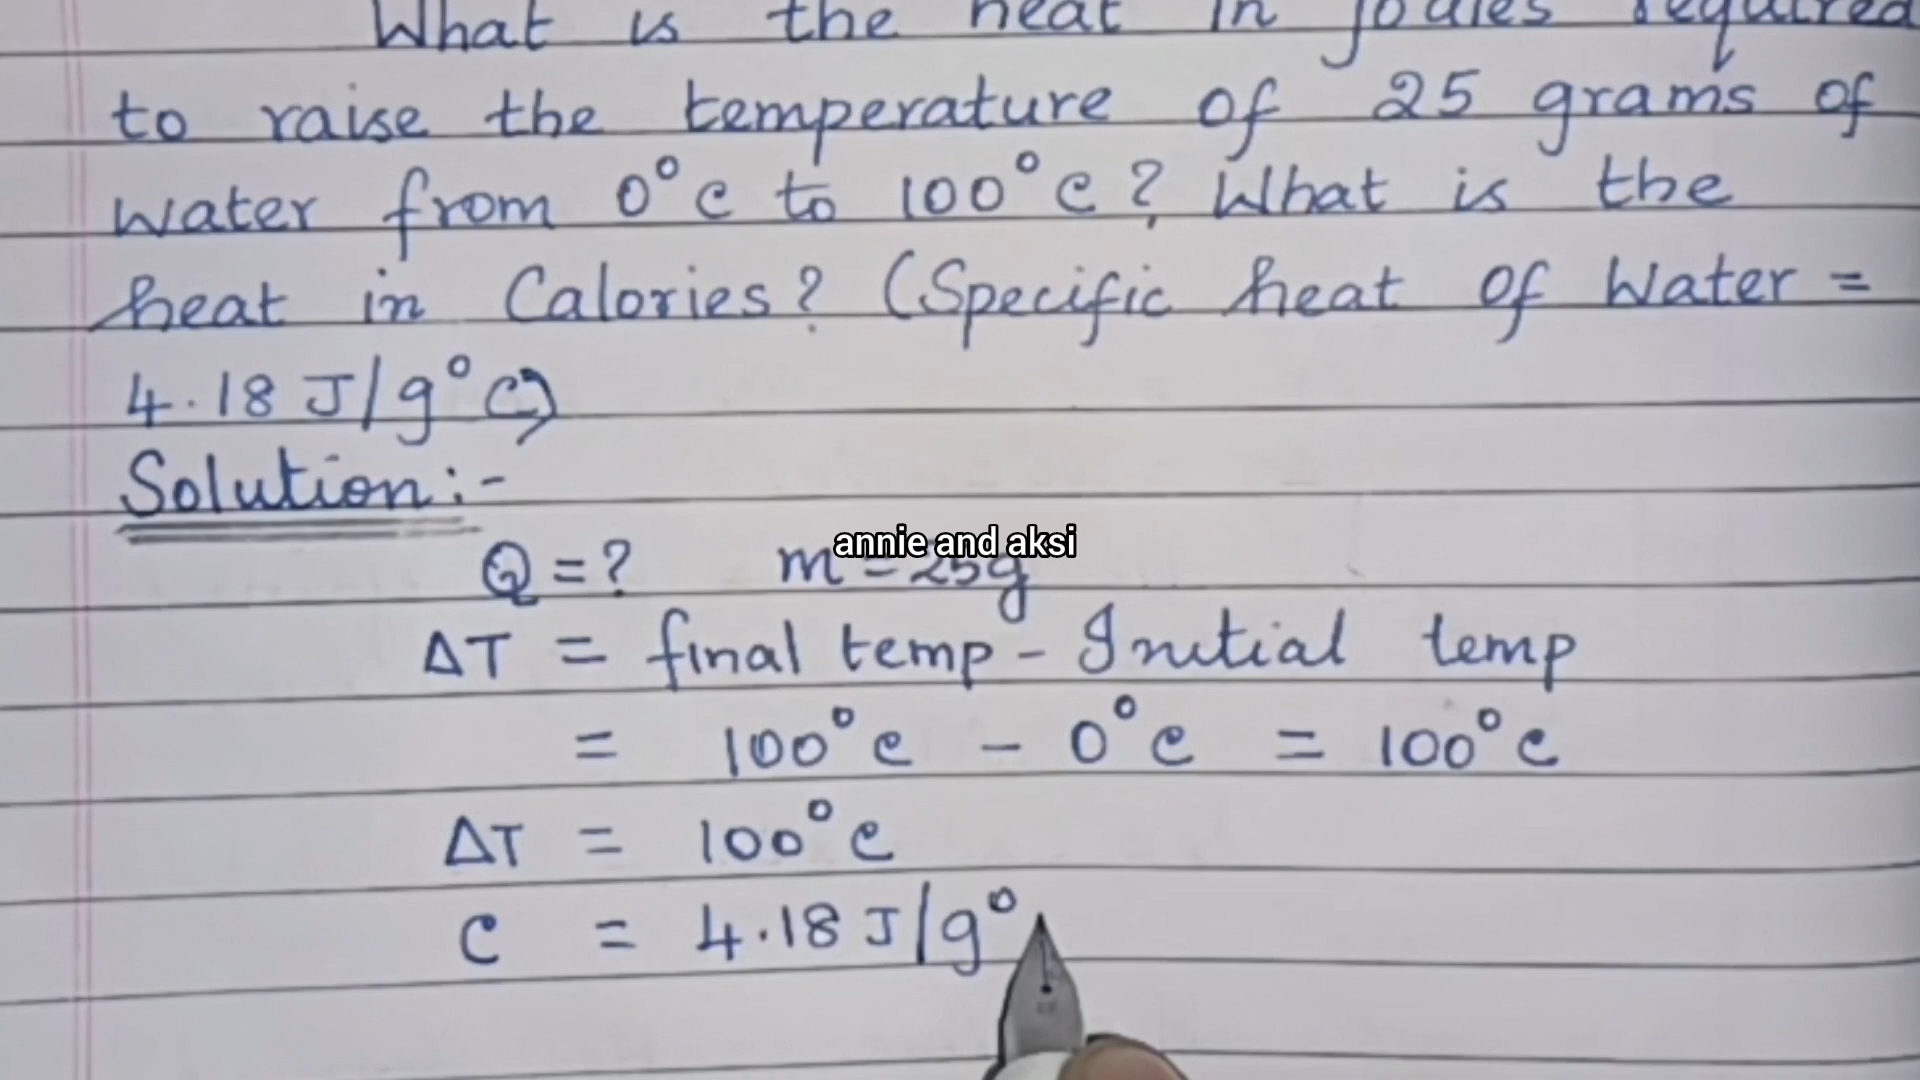 What is the heat in joules required
to raise the temperature of 25 grams of
water from 0°c to 100°c? What is the
heat in Calories? (Specific heat of Water =
4.18 J/g°C)
Solution:-
annie and aksi
Q = ? m = 25g
ΔT = final temp - Initial temp
= 100°c - 0°c = 100°c
ΔT = 100°c
C = 4.18 J/g°